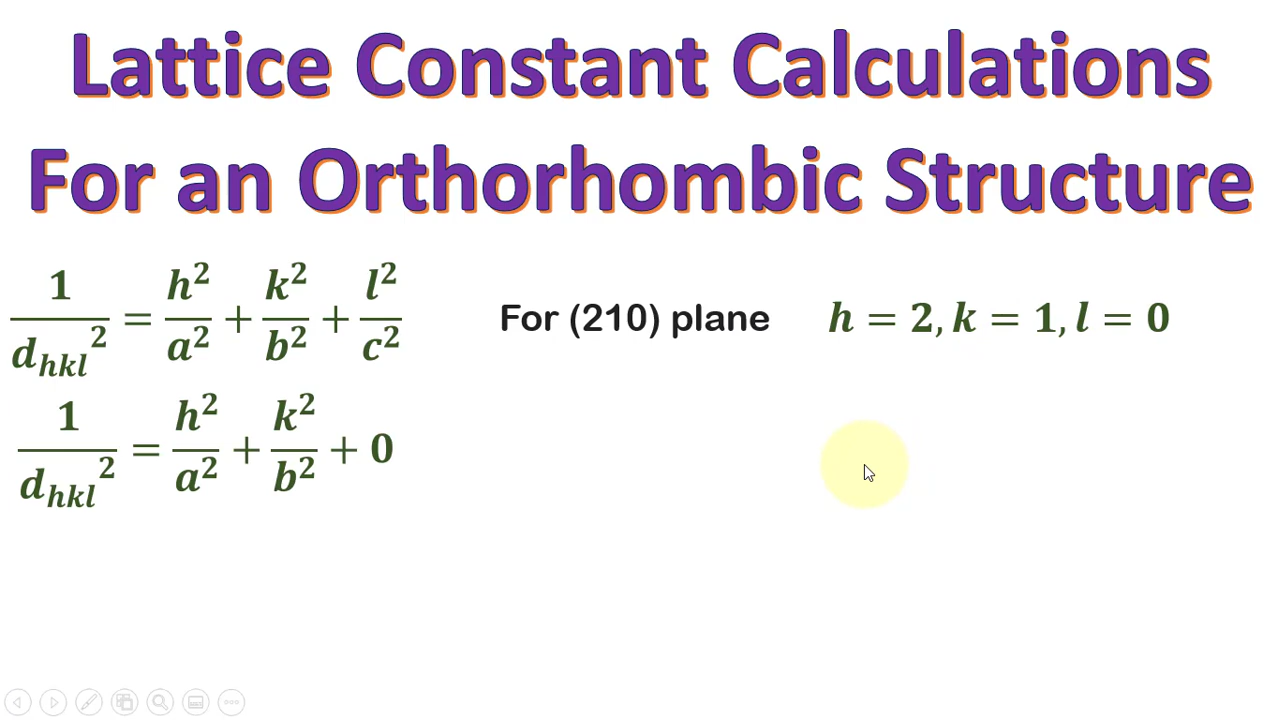 Lattice Constant Calculations
For an Orthorhombic Structure
1/d_hkl² = h²/a² + k²/b² + l²/c²
For (210) plane h = 2, k = 1, l = 0
1/d_hkl² = h²/a² + k²/b² + 0